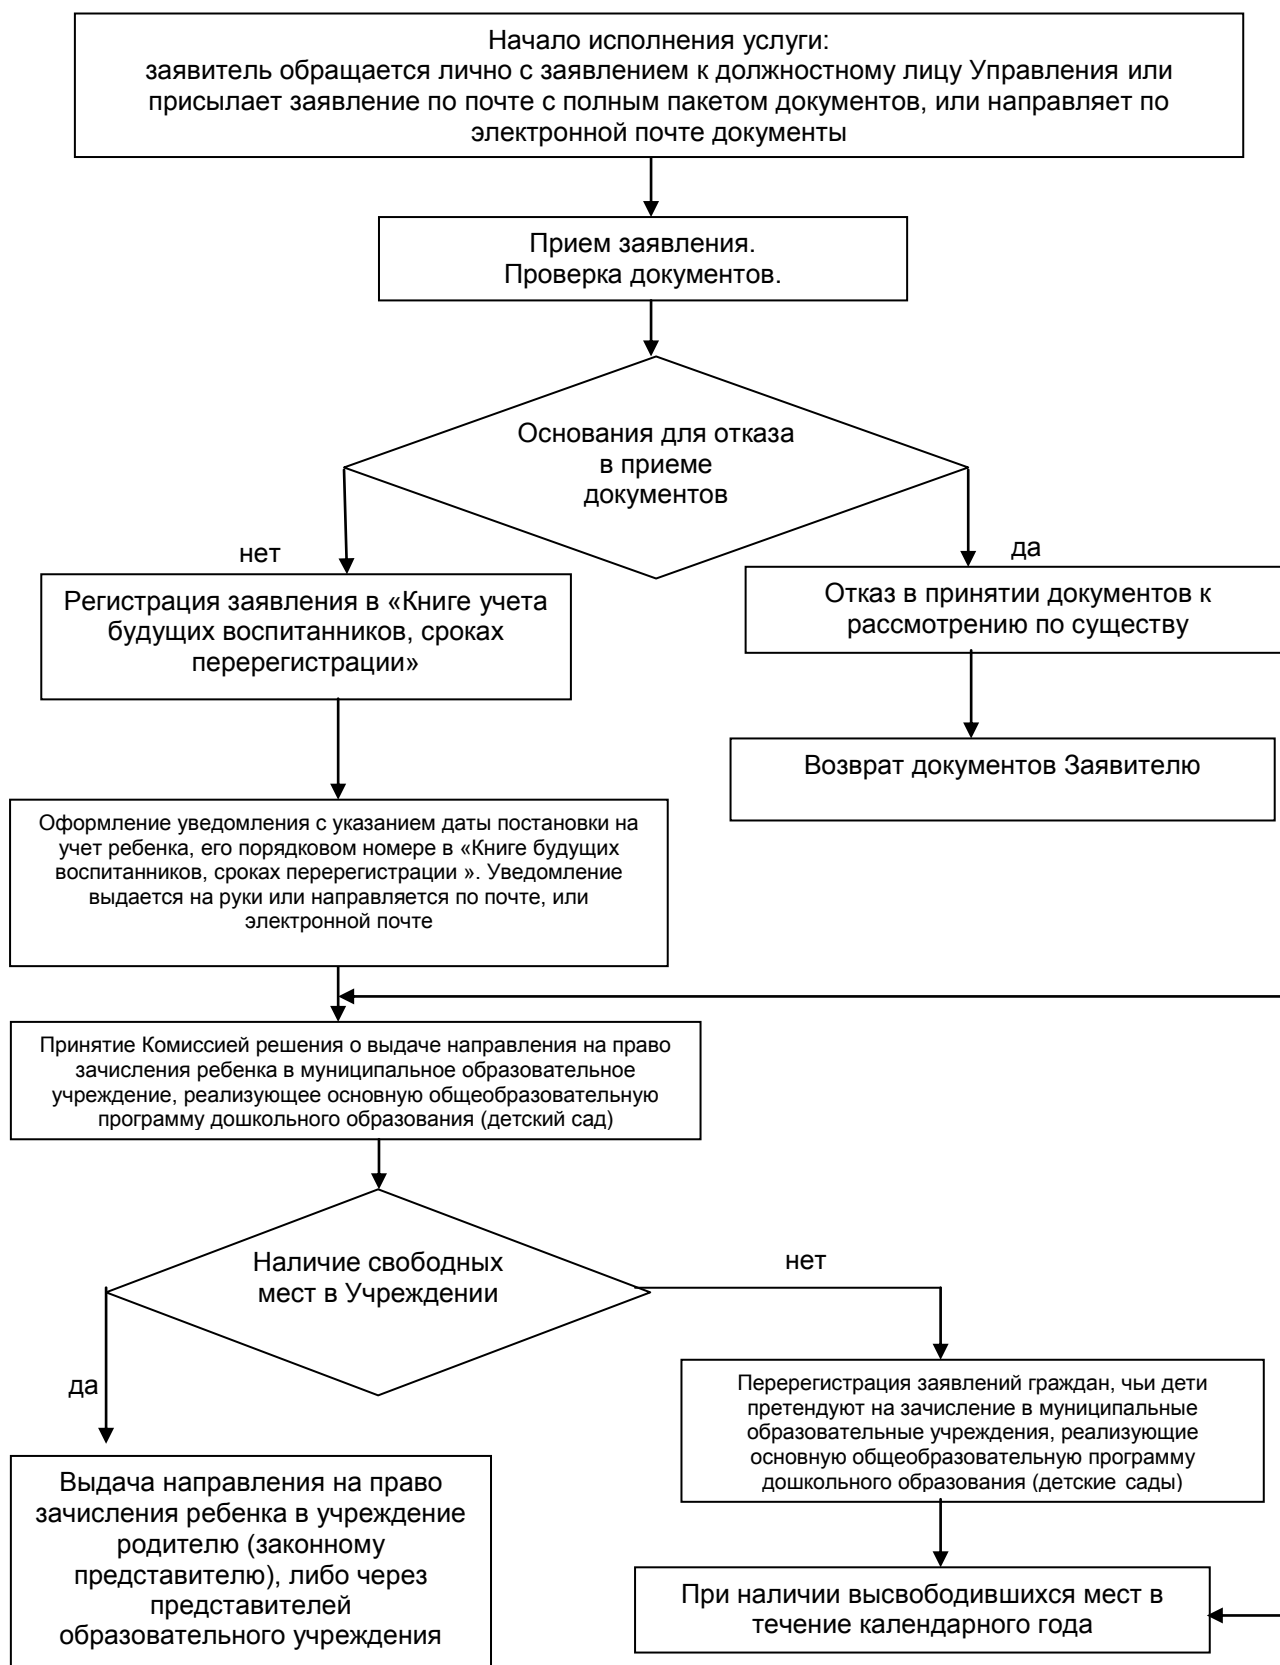 Начало исполнения услуги:
заявитель обращается лично с заявлением к должностному лицу Управления или
присылает заявление по почте с полным пакетом документов, или направляет по
электронной почте документы
Прием заявления.
Проверка документов.
Основания для отказа
в приеме
документов
нет
да
Регистрация заявления в «Книге учета
будущих воспитанников, сроках
перерегистрации»
Отказ в принятии документов к
рассмотрению по существу
Возврат документов Заявителю
Оформление уведомления с указанием даты постановки на
учет ребенка, его порядковом номере в «Книге будущих
воспитанников, сроках перерегистрации ». Уведомление
выдается на руки или направляется по почте, или
электронной почте
Принятие Комиссией решения о выдаче направления на право
зачисления ребенка в муниципальное образовательное
учреждение, реализующее основную общеобразовательную
программу дошкольного образования (детский сад)
Наличие свободных
мест в Учреждении
нет
да
Перерегистрация заявлений граждан, чьи дети
претендуют на зачисление в муниципальные
образовательные учреждения, реализующие
основную общеобразовательную программу
дошкольного образования (детские сады)
Выдача направления на право
зачисления ребенка в учреждение
родителю (законному
представителю), либо через
представителей
образовательного учреждения
При наличии высвободившихся мест в
течение календарного года